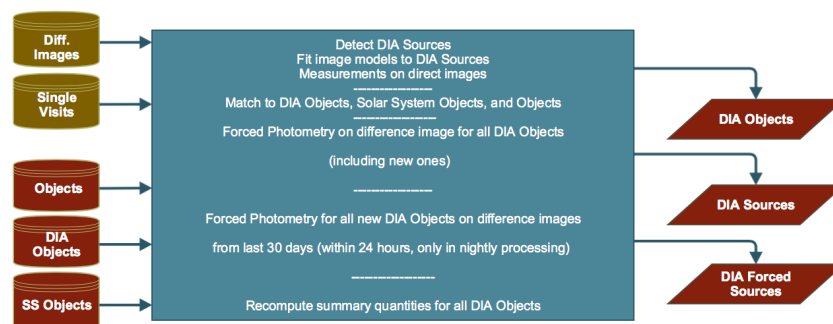 Diff.
Images
Single
Visits
Objects
DIA
Objects
SS Objects
Detect DIA Sources
Fit image models to DIA Sources
Measurements on direct images
-------------------
Match to DIA Objects, Solar System Objects, and Objects
-------------------
Forced Photometry on difference image for all DIA Objects
(including new ones)
-------------------
Forced Photometry for all new DIA Objects on difference images
from last 30 days (within 24 hours, only in nightly processing)
-------------------
Recompute summary quantities for all DIA Objects
DIA Objects
DIA Sources
DIA Forced
Sources